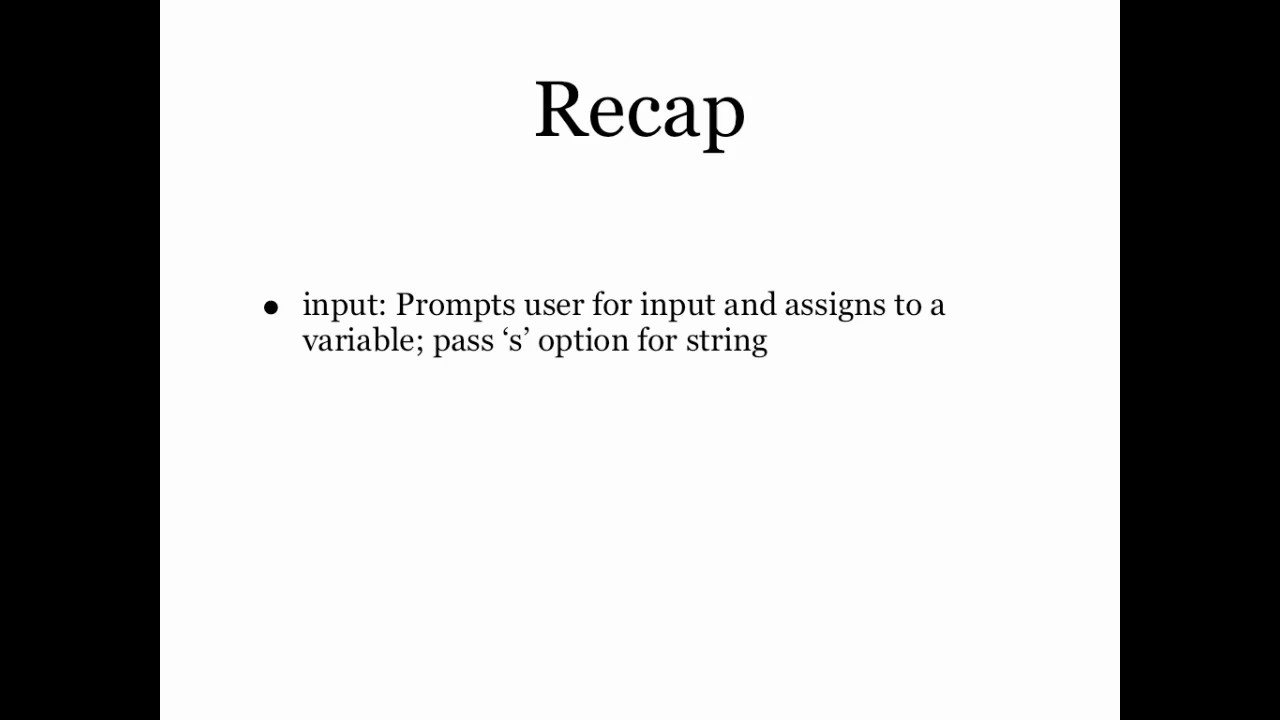 Recap
• input: Prompts user for input and assigns to a
variable; pass ‘s’ option for string